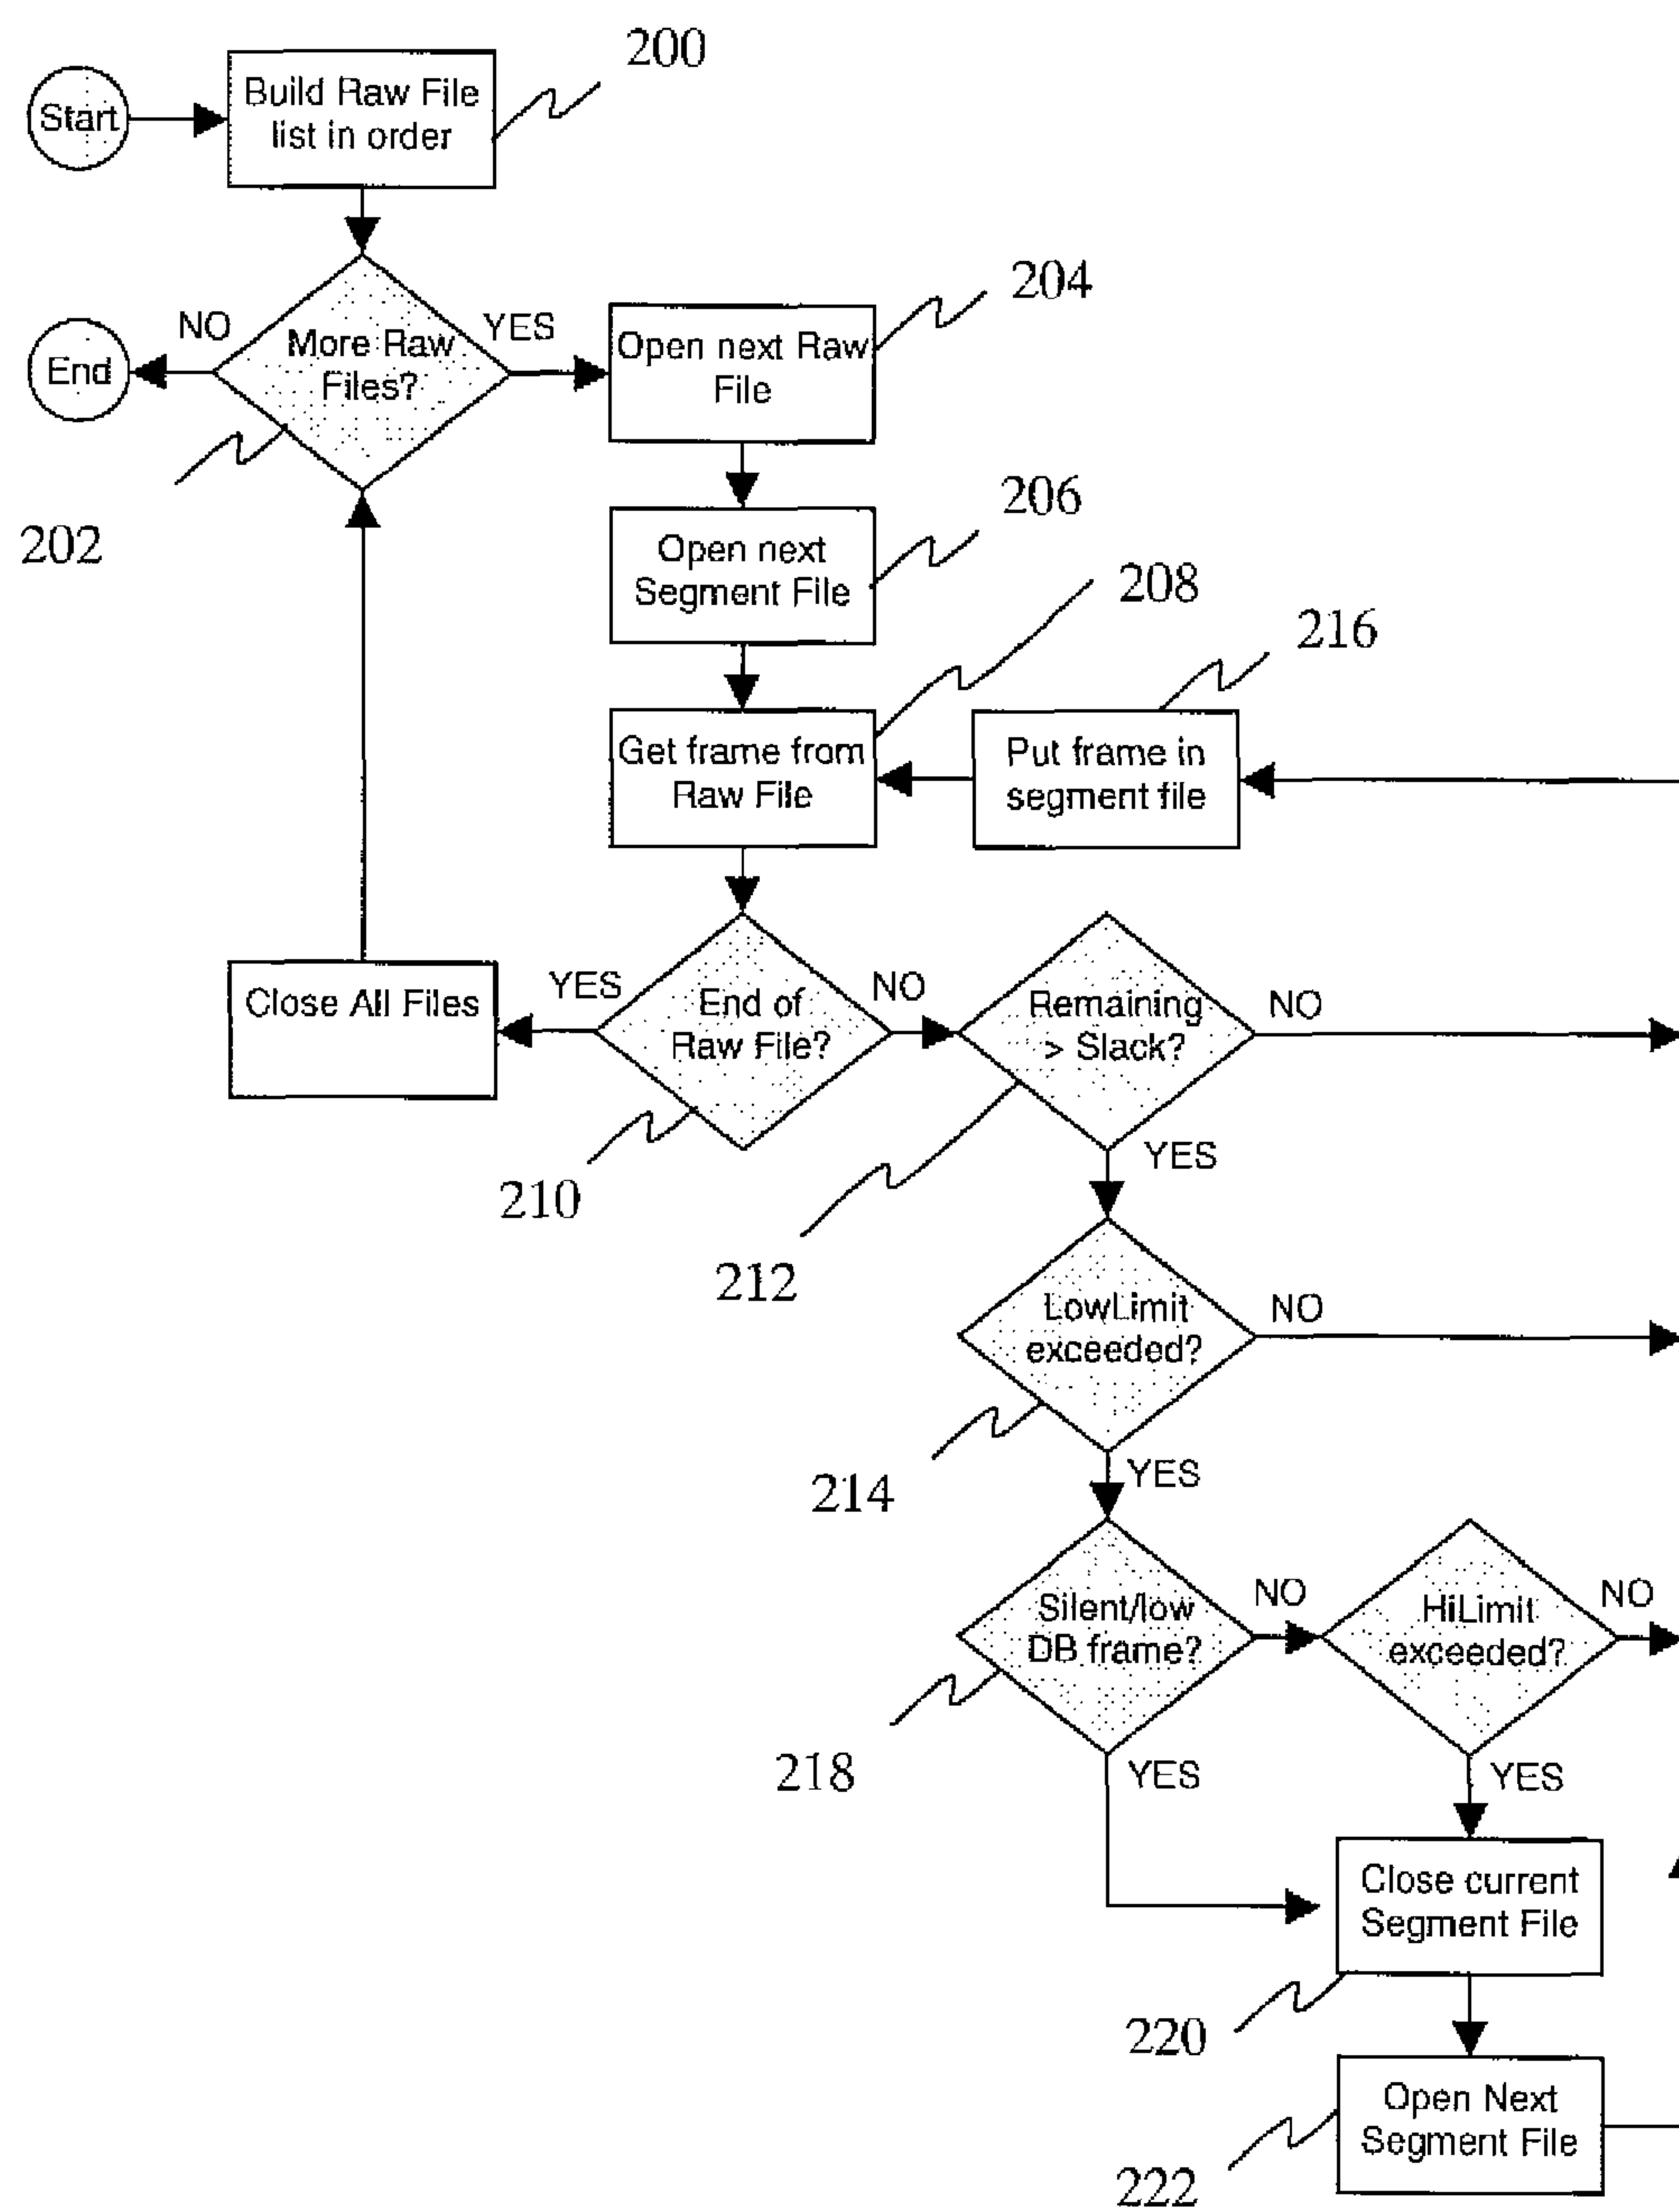 200
Start
Build Raw File
list in order
204
NO
YES
End
More Raw
Files?
Open next Raw
File
202
206
Open next
Segment File
208
216
Get frame from
Raw File
Put frame in
segment file
Close All Files
YES
End of
Raw File?
NO
Remaining
> Slack?
NO
210
YES
212
LowLimit
exceeded?
NO
214
YES
Silent/low
DB frame?
NO
HiLimit
exceeded?
NO
218
YES
YES
Close current
Segment File
220
Open Next
Segment File
222